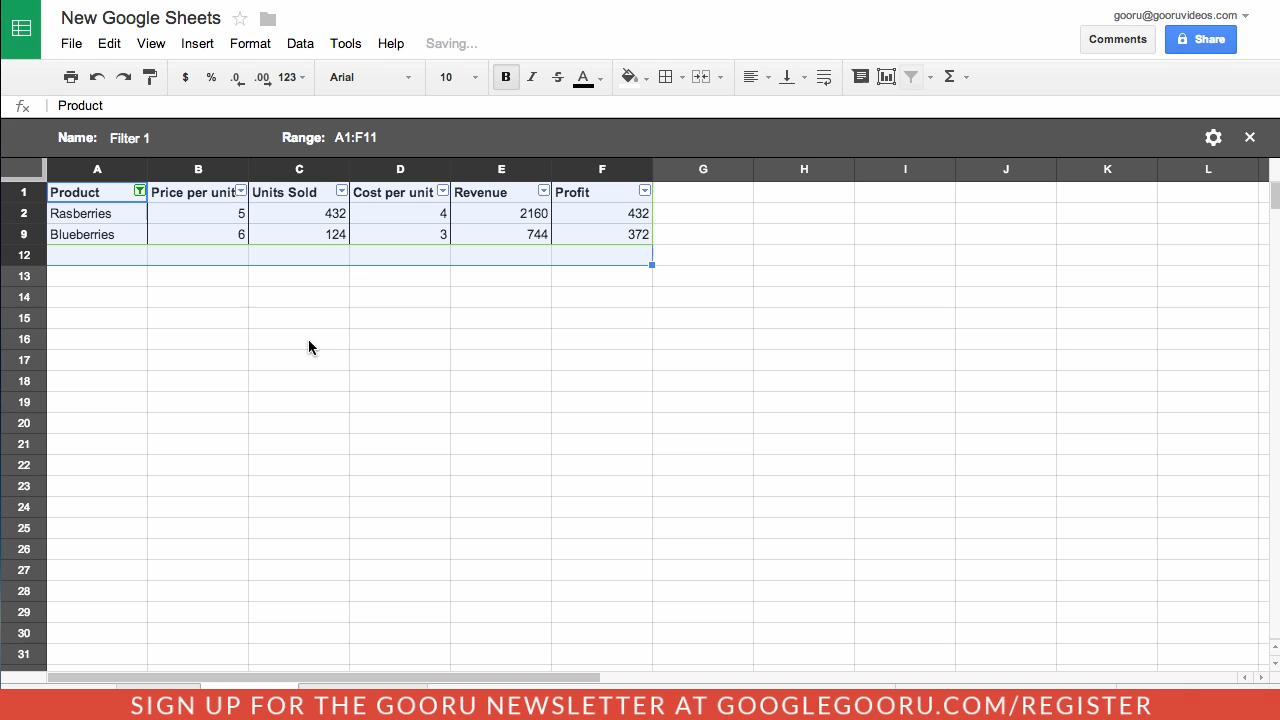 New Google Sheets
gooru@gooruvideos.com
File Edit View Insert Format Data Tools Help Saving...
Comments Share
$ % .0 .00 123 Arial 10 B I S A Σ
fx Product
Name: Filter 1 Range: A1:F11
A B C D E F G H I J K L
1 Product Price per unit Units Sold Cost per unit Revenue Profit
2 Rasberries 5 432 4 2160 432
9 Blueberries 6 124 3 744 372
12
13
14
15
16
17
18
19
20
21
22
23
24
25
26
27
28
29
30
31
SIGN UP FOR THE GOORU NEWSLETTER AT GOOGLEGOORU.COM/REGISTER